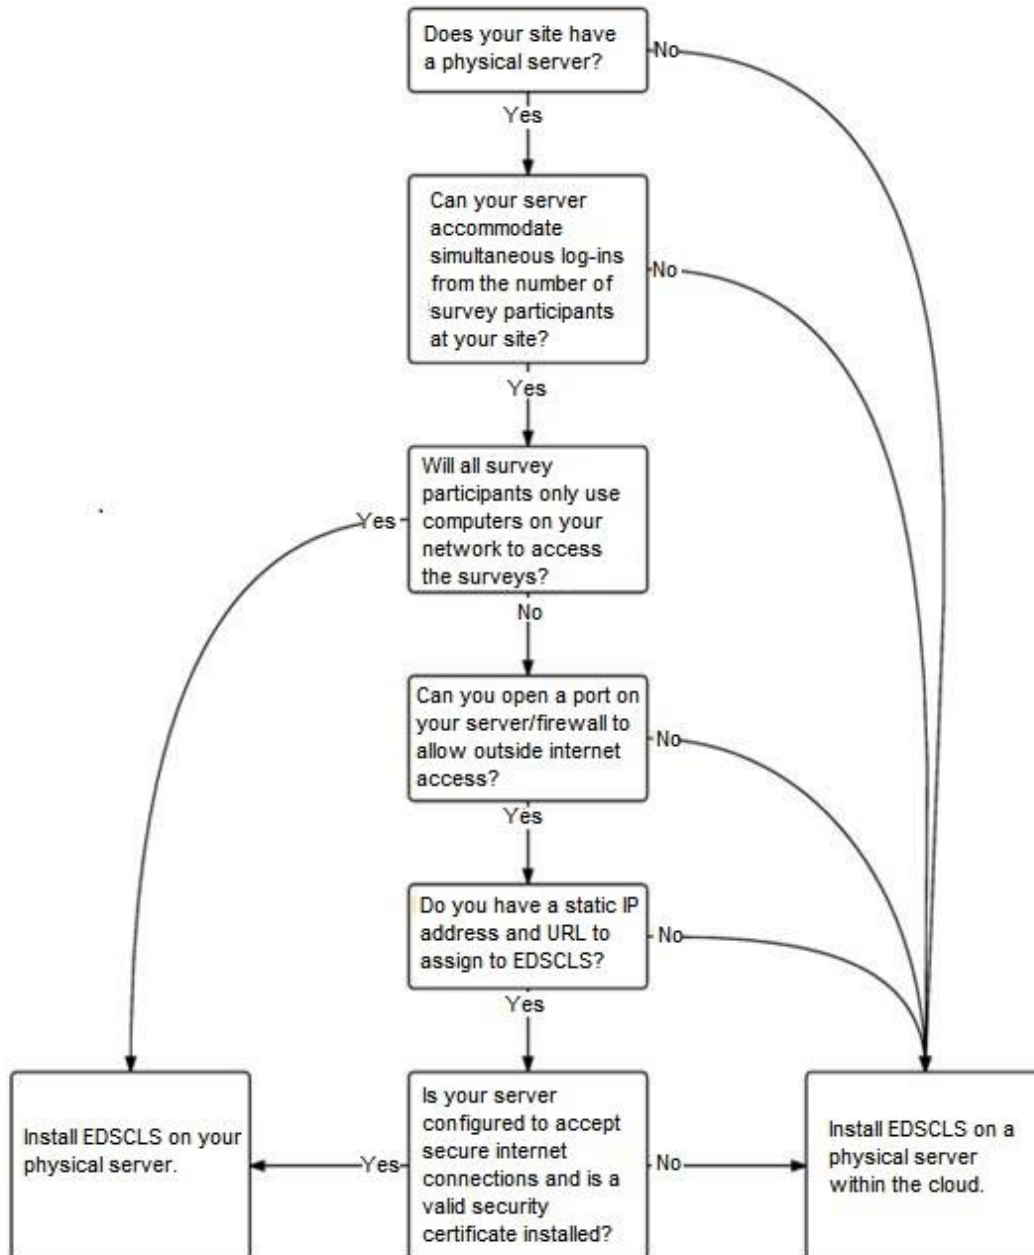 Does your site have
a physical server?
No
Yes
Can your server
accommodate
simultaneous log-ins
from the number of
survey participants
at your site?
No
Yes
Will all survey
participants only use
computers on your
network to access
the surveys?
Yes
No
Can you open a port on
your server/firewall to
allow outside internet
access?
No
Yes
Do you have a static IP
address and URL to
assign to EDSCLS?
No
Yes
Is your server
configured to accept
secure internet
connections and is a
valid security
certificate installed?
Yes
No
Install EDSCLS on your
physical server.
Install EDSCLS on a
physical server
within the cloud.